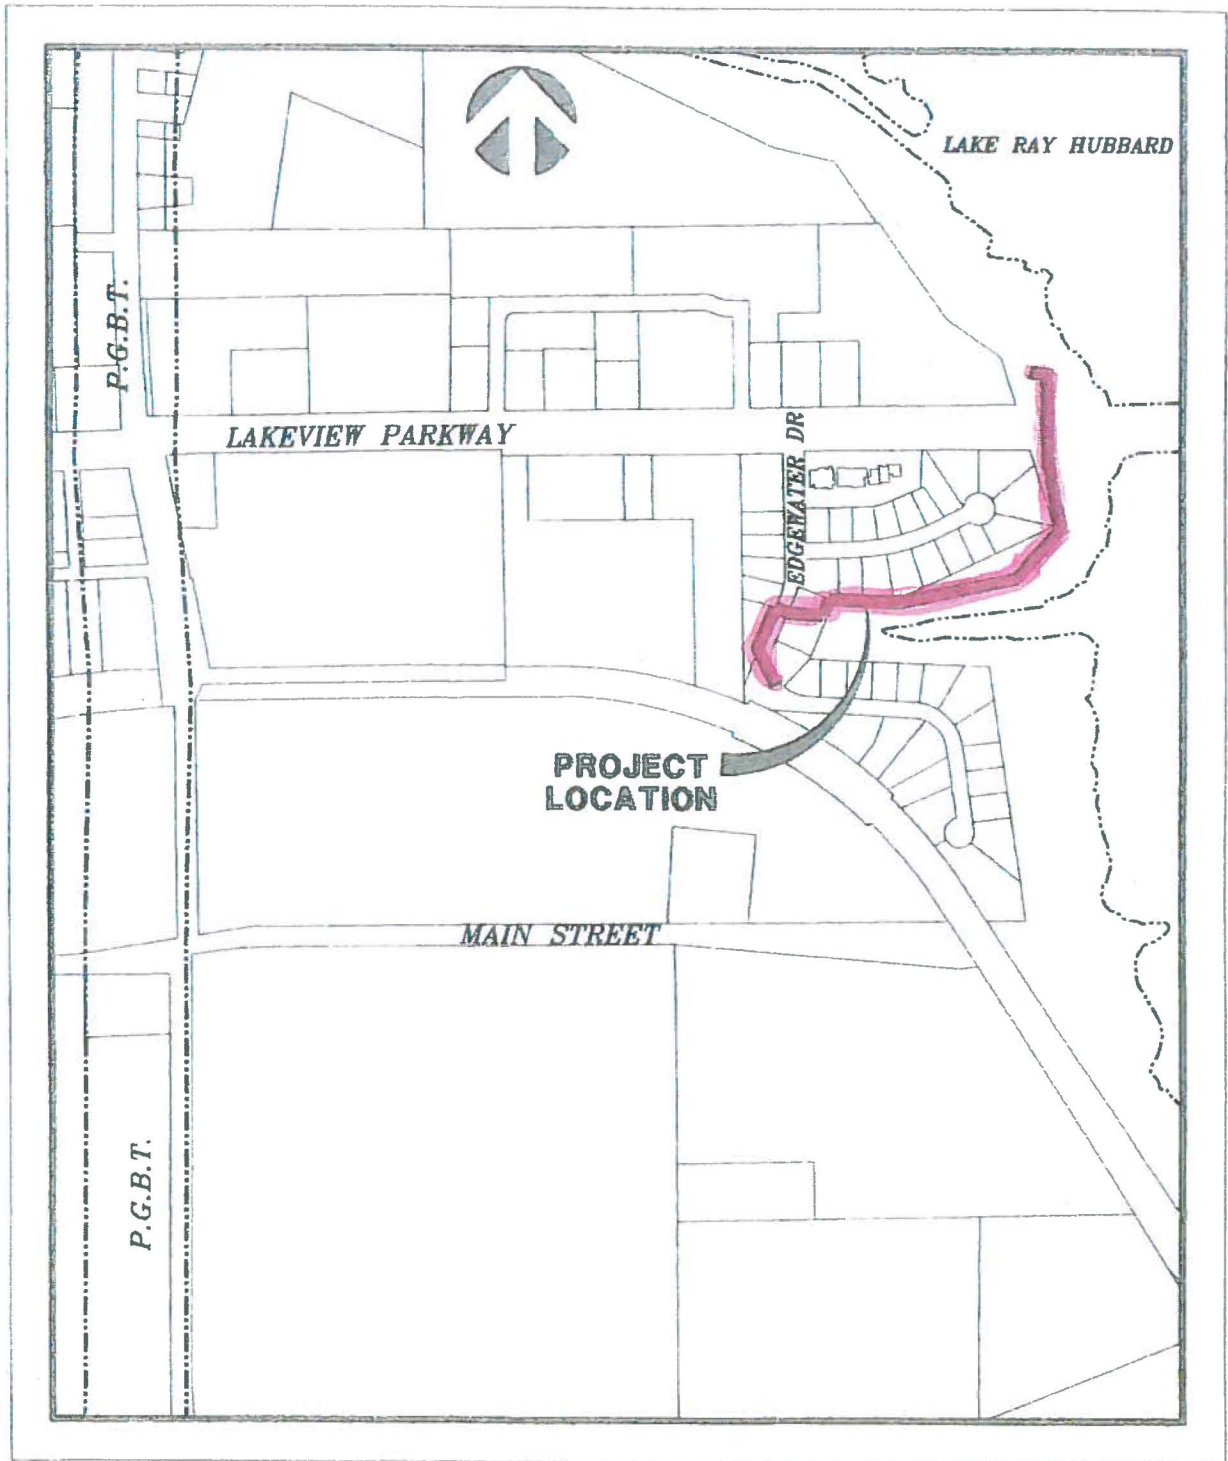 LAKE RAY HUBBARD
P.G.B.T.
LAKEVIEW PARKWAY
EDGEWATER DR
PROJECT
LOCATION
MAIN STREET
P.G.B.T.